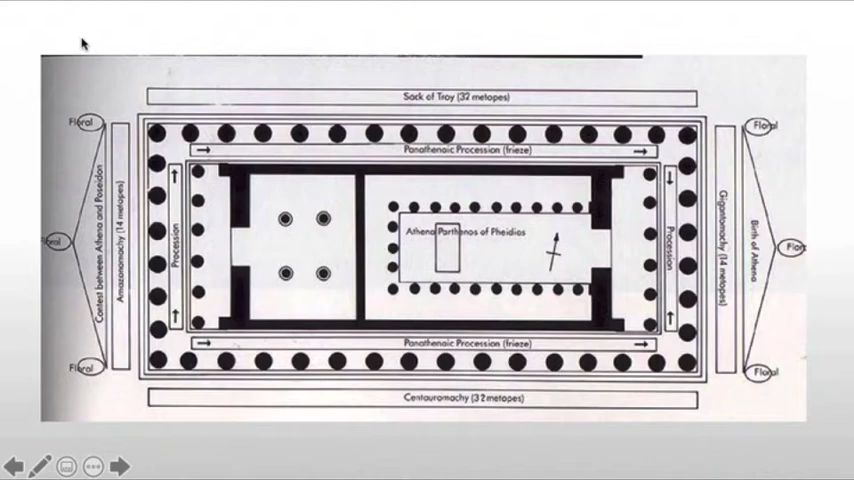 Sack of Troy (32 metopes)
Floral
Floral
Panathenaic Procession (frieze)
Contest between Athena and Poseidon
Amazonomachy (14 metopes)
Procession
Athena Parthenos of Pheidias
Procession
Gigantomachy (14 metopes)
Birth of Athena
oral
Flora
Panathenaic Procession (frieze)
Floral
Floral
Centauromachy (32 metopes)